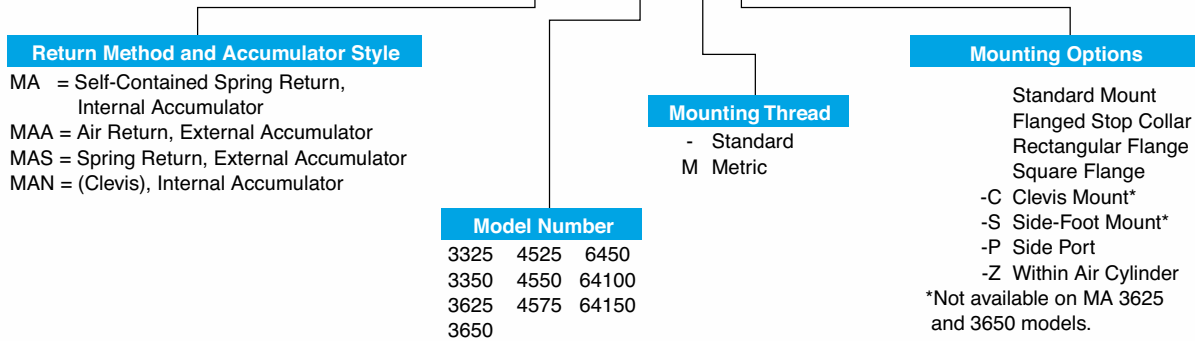 Return Method and Accumulator Style
MA = Self-Contained Spring Return,
Internal Accumulator
MAA = Air Return, External Accumulator
MAS = Spring Return, External Accumulator
MAN = (Clevis), Internal Accumulator
Model Number
3325 4525 6450
3350 4550 64100
3625 4575 64150
3650
Mounting Thread
- Standard
M Metric
Mounting Options
Standard Mount
Flanged Stop Collar
Rectangular Flange
Square Flange
-C Clevis Mount*
-S Side-Foot Mount*
-P Side Port
-Z Within Air Cylinder
*Not available on MA 3625
and 3650 models.